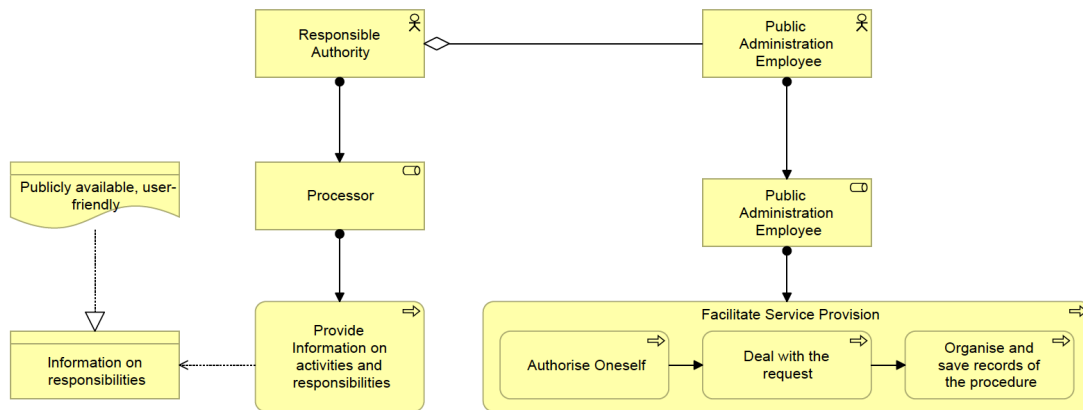 Responsible
Authority
Public
Administration
Employee
Publicly available, user-
friendly
Processor
Public
Administration
Employee
Facilitate Service Provision
Information on
responsibilities
Provide
Information on
activities and
responsibilities
Authorise Oneself
Deal with the
request
Organise and
save records of
the procedure